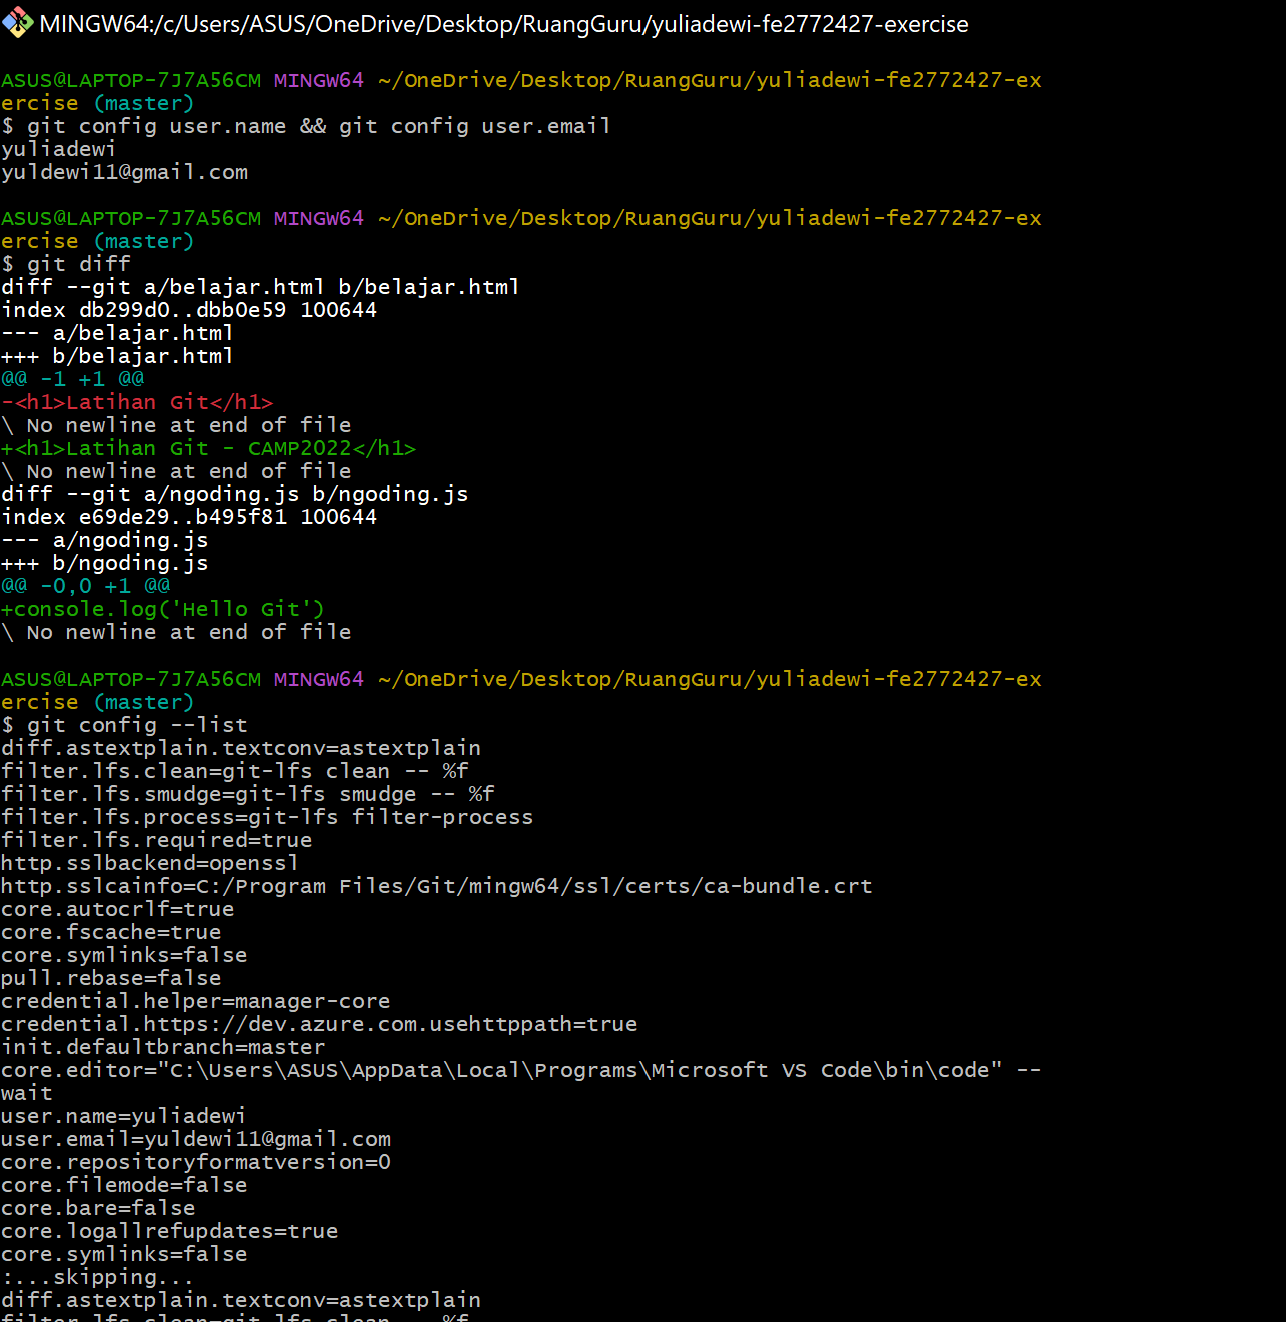 MINGW64:/c/Users/ASUS/OneDrive/Desktop/RuangGuru/yuliadewi-fe2772427-exercise
ASUS@LAPTOP-7J7A56CM MINGW64 ~/OneDrive/Desktop/RuangGuru/yuliadewi-fe2772427-ex
ercise (master)
$ git config user.name && git config user.email
yuliadewi
yuldewi11@gmail.com
ASUS@LAPTOP-7J7A56CM MINGW64 ~/OneDrive/Desktop/RuangGuru/yuliadewi-fe2772427-ex
ercise (master)
$ git diff
diff --git a/belajar.html b/belajar.html
index db299d0..dbb0e59 100644
--- a/belajar.html
+++ b/belajar.html
@@ -1 +1 @@
-<h1>Latihan Git</h1>
\ No newline at end of file
+<h1>Latihan Git - CAMP2022</h1>
\ No newline at end of file
diff --git a/ngoding.js b/ngoding.js
index e69de29..b495f81 100644
--- a/ngoding.js
+++ b/ngoding.js
@@ -0,0 +1 @@
+console.log('Hello Git')
\ No newline at end of file
ASUS@LAPTOP-7J7A56CM MINGW64 ~/OneDrive/Desktop/RuangGuru/yuliadewi-fe2772427-ex
ercise (master)
$ git config --list
diff.astextplain.textconv=astextplain
filter.lfs.clean=git-lfs clean -- %f
filter.lfs.smudge=git-lfs smudge -- %f
filter.lfs.process=git-lfs filter-process
filter.lfs.required=true
http.sslbackend=openssl
http.sslcainfo=C:/Program Files/Git/mingw64/ssl/certs/ca-bundle.crt
core.autocrlf=true
core.fscache=true
core.symlinks=false
pull.rebase=false
credential.helper=manager-core
credential.https://dev.azure.com.usehttppath=true
init.defaultbranch=master
core.editor="C:\Users\ASUS\AppData\Local\Programs\Microsoft VS Code\bin\code" --
wait
user.name=yuliadewi
user.email=yuldewi11@gmail.com
core.repositoryformatversion=0
core.filemode=false
core.bare=false
core.logallrefupdates=true
core.symlinks=false
:...skipping...
diff.astextplain.textconv=astextplain
filter.lfs.clean=git-lfs clean -- %f